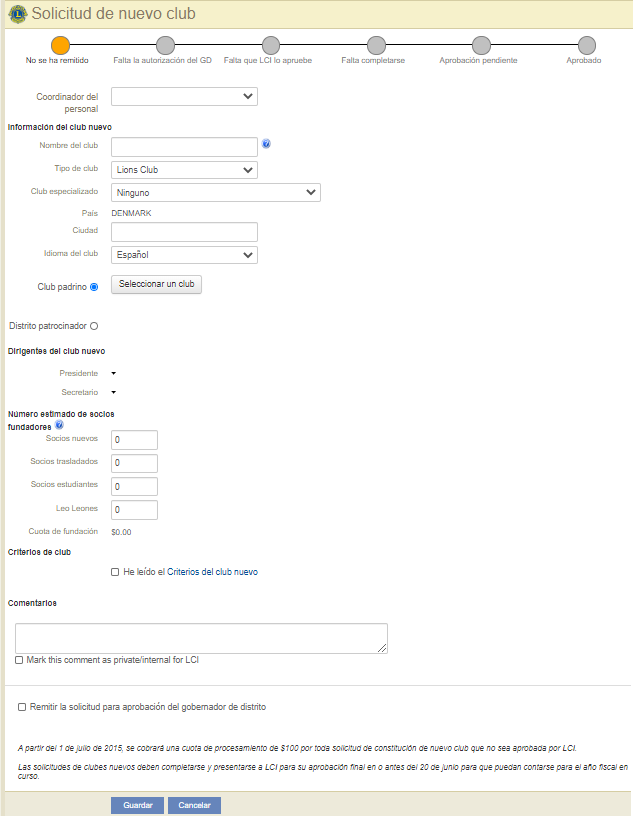 Solicitud de nuevo club
No se ha remitido
Falta la autorización del GD
Falta que LCI lo apruebe
Falta completarse
Aprobación pendiente
Aprobado
Coordinador del
personal
Información del club nuevo
Nombre del club
Tipo de club
Lions Club
Club especializado
Ninguno
País
DENMARK
Ciudad
Idioma del club
Español
Club padrino
Seleccionar un club
Distrito patrocinador
Dirigentes del club nuevo
Presidente
Secretario
Número estimado de socios
fundadores
Socios nuevos
0
Socios trasladados
0
Socios estudiantes
0
Leo Leones
0
Cuota de fundación
$0.00
Criterios de club
He leído el Criterios del club nuevo
Comentarios
Mark this comment as private/internal for LCI
Remitir la solicitud para aprobación del gobernador de distrito
A partir del 1 de julio de 2015, se cobrará una cuota de procesamiento de $100 por toda solicitud de constitución de nuevo club que no sea aprobada por LCI.
Las solicitudes de clubes nuevos deben completarse y presentarse a LCI para su aprobación final en o antes del 20 de junio para que puedan contarse para el año fiscal en
curso.
Guardar
Cancelar